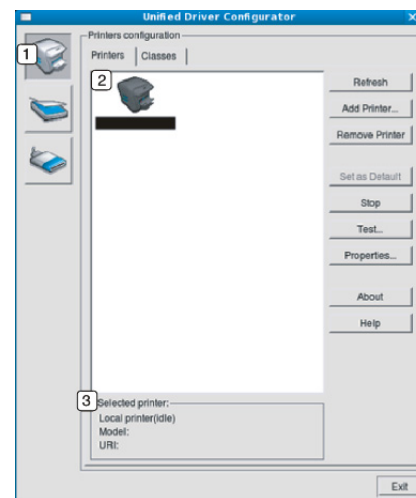 Unified Driver Configurator
Printers configuration
1
Printers Classes
2
Refresh
Add Printer...
Remove Printer
Set as Default
Stop
Test...
Properties...
About
Help
3 Selected printer:
Local printer(idle)
Model:
URI:
Exit